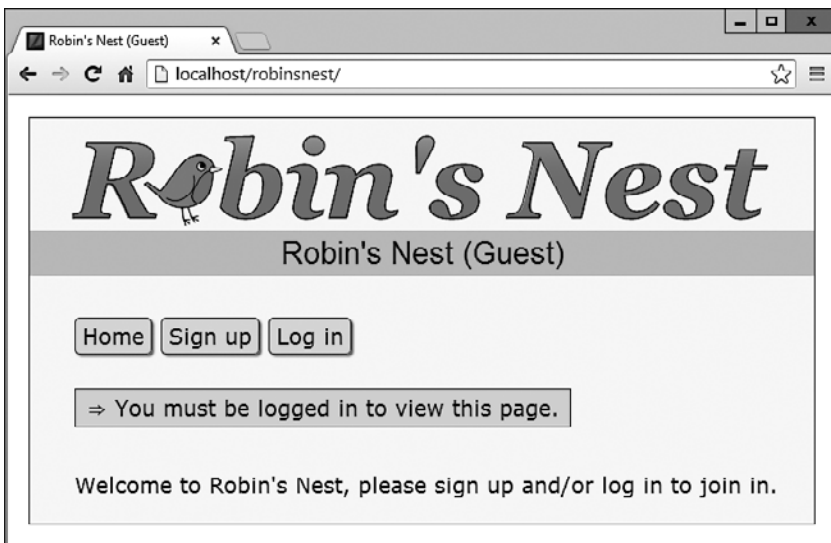 Robin's Nest (Guest)
localhost/robinsnest/
Robin's Nest
Robin's Nest (Guest)
Home Sign up Log in
⇒ You must be logged in to view this page.
Welcome to Robin's Nest, please sign up and/or log in to join in.